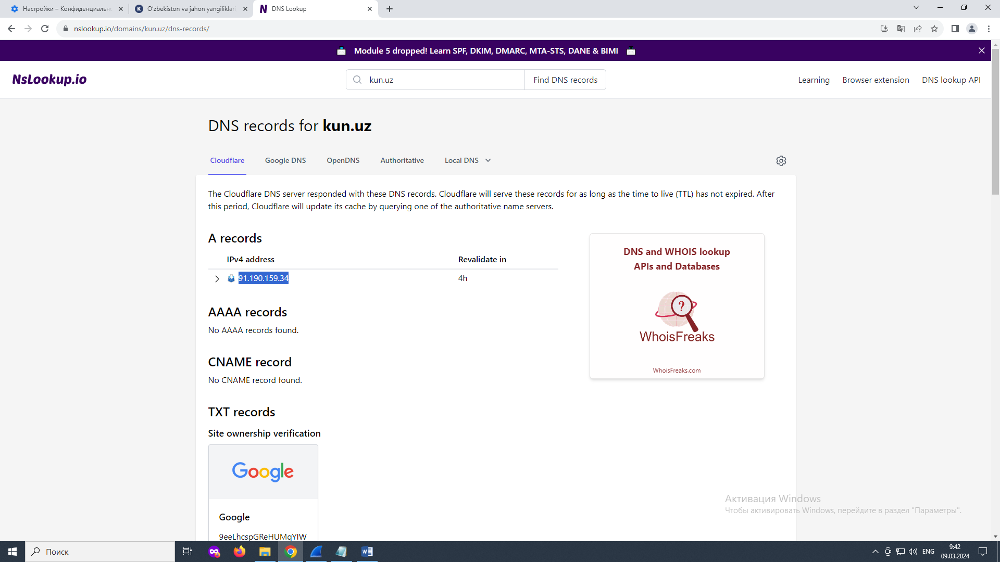 Настройки – Конфиденциальнс
O'zbekiston va jahon yangiliklari
DNS Lookup
nslookup.io/domains/kun.uz/dns-records/
Module 5 dropped! Learn SPF, DKIM, DMARC, MTA-STS, DANE & BIMI
NsLookup.io
kun.uz
Find DNS records
Learning
Browser extension
DNS lookup API
DNS records for kun.uz
Cloudflare
Google DNS
OpenDNS
Authoritative
Local DNS
The Cloudflare DNS server responded with these DNS records. Cloudflare will serve these records for as long as the time to live (TTL) has not expired. After
this period, Cloudflare will update its cache by querying one of the authoritative name servers.
A records
IPv4 address
Revalidate in
91.190.159.34
4h
DNS and WHOIS lookup
APIs and Databases
?
WhoisFreaks
WhoisFreaks.com
AAAA records
No AAAA records found.
CNAME record
No CNAME record found.
TXT records
Site ownership verification
Google
Google
9eeLhcspGReHUMqYIW
Активация Windows
Чтобы активировать Windows, перейдите в раздел "Параметры".
Поиск
ENG
9:42
09.03.2024